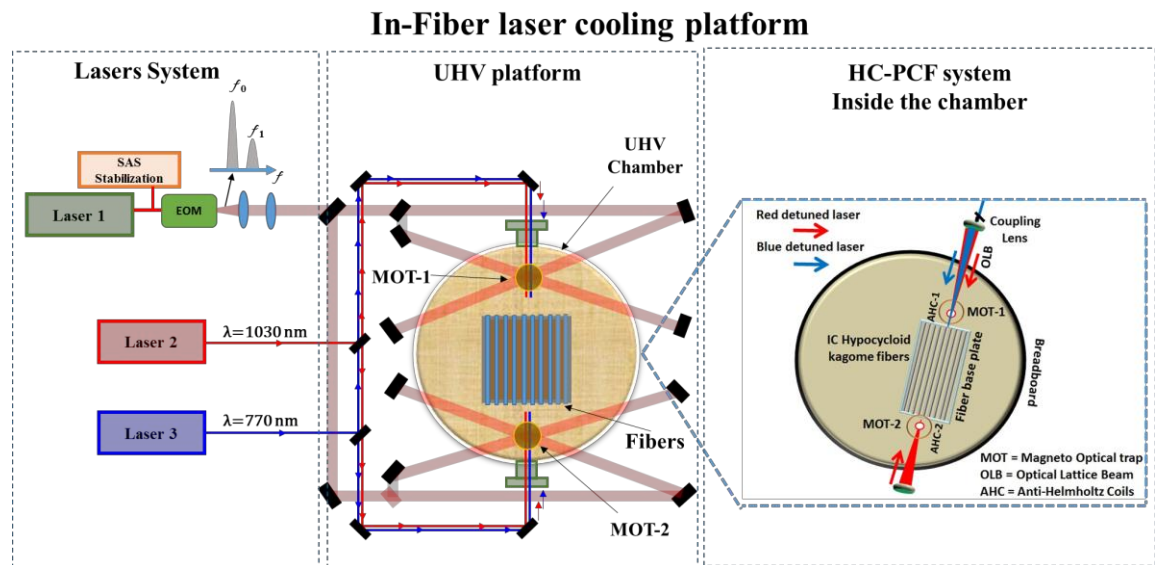 In-Fiber laser cooling platform
Lasers System
f₀
f₁
f
SAS
Stabilization
Laser 1
EOM
Laser 2
λ=1030 nm
Laser 3
λ=770 nm
UHV platform
UHV
Chamber
MOT-1
Fibers
MOT-2
HC-PCF system
Inside the chamber
Red detuned laser
Blue detuned laser
Coupling
Lens
OLB
AHC-1
MOT-1
IC Hypocycloid
kagome fibers
Fiber base plate
Breadboard
MOT-2
AHC-2
MOT = Magneto Optical trap
OLB = Optical Lattice Beam
AHC = Anti-Helmholtz Coils